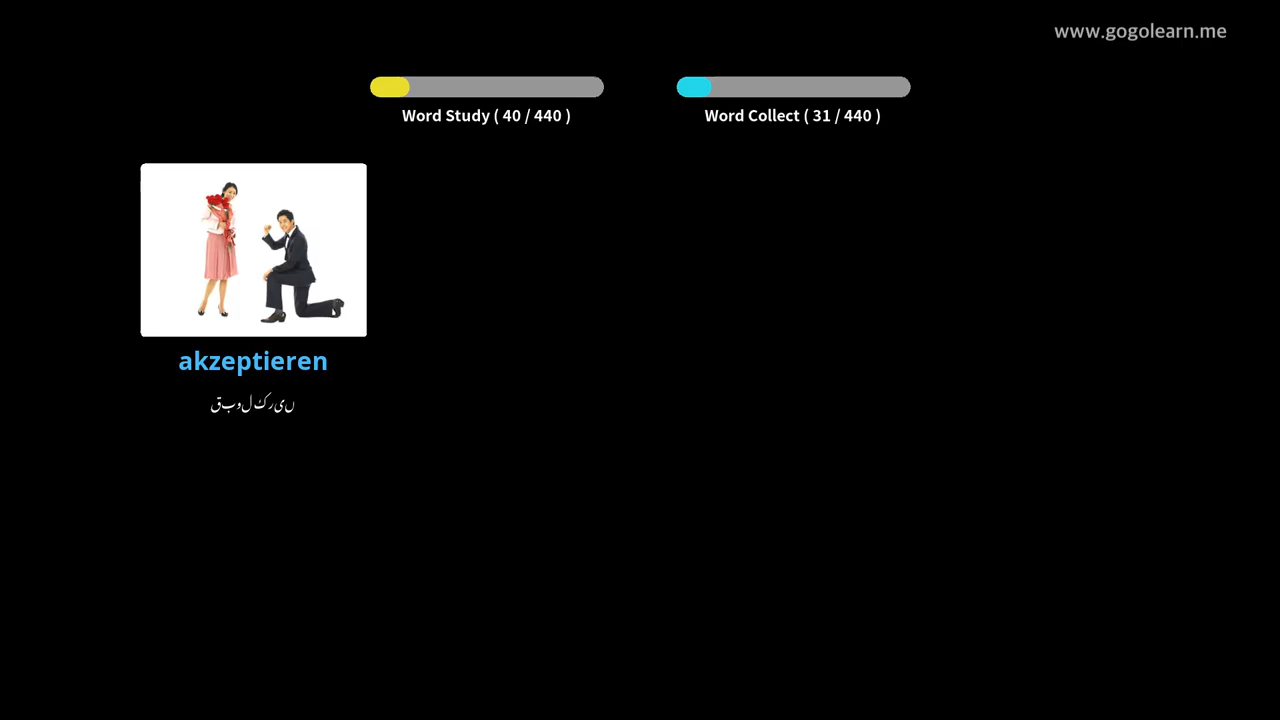 www.gogolearn.me
Word Study ( 40 / 440 )
Word Collect ( 31 / 440 )
akzeptieren
قبول کریں